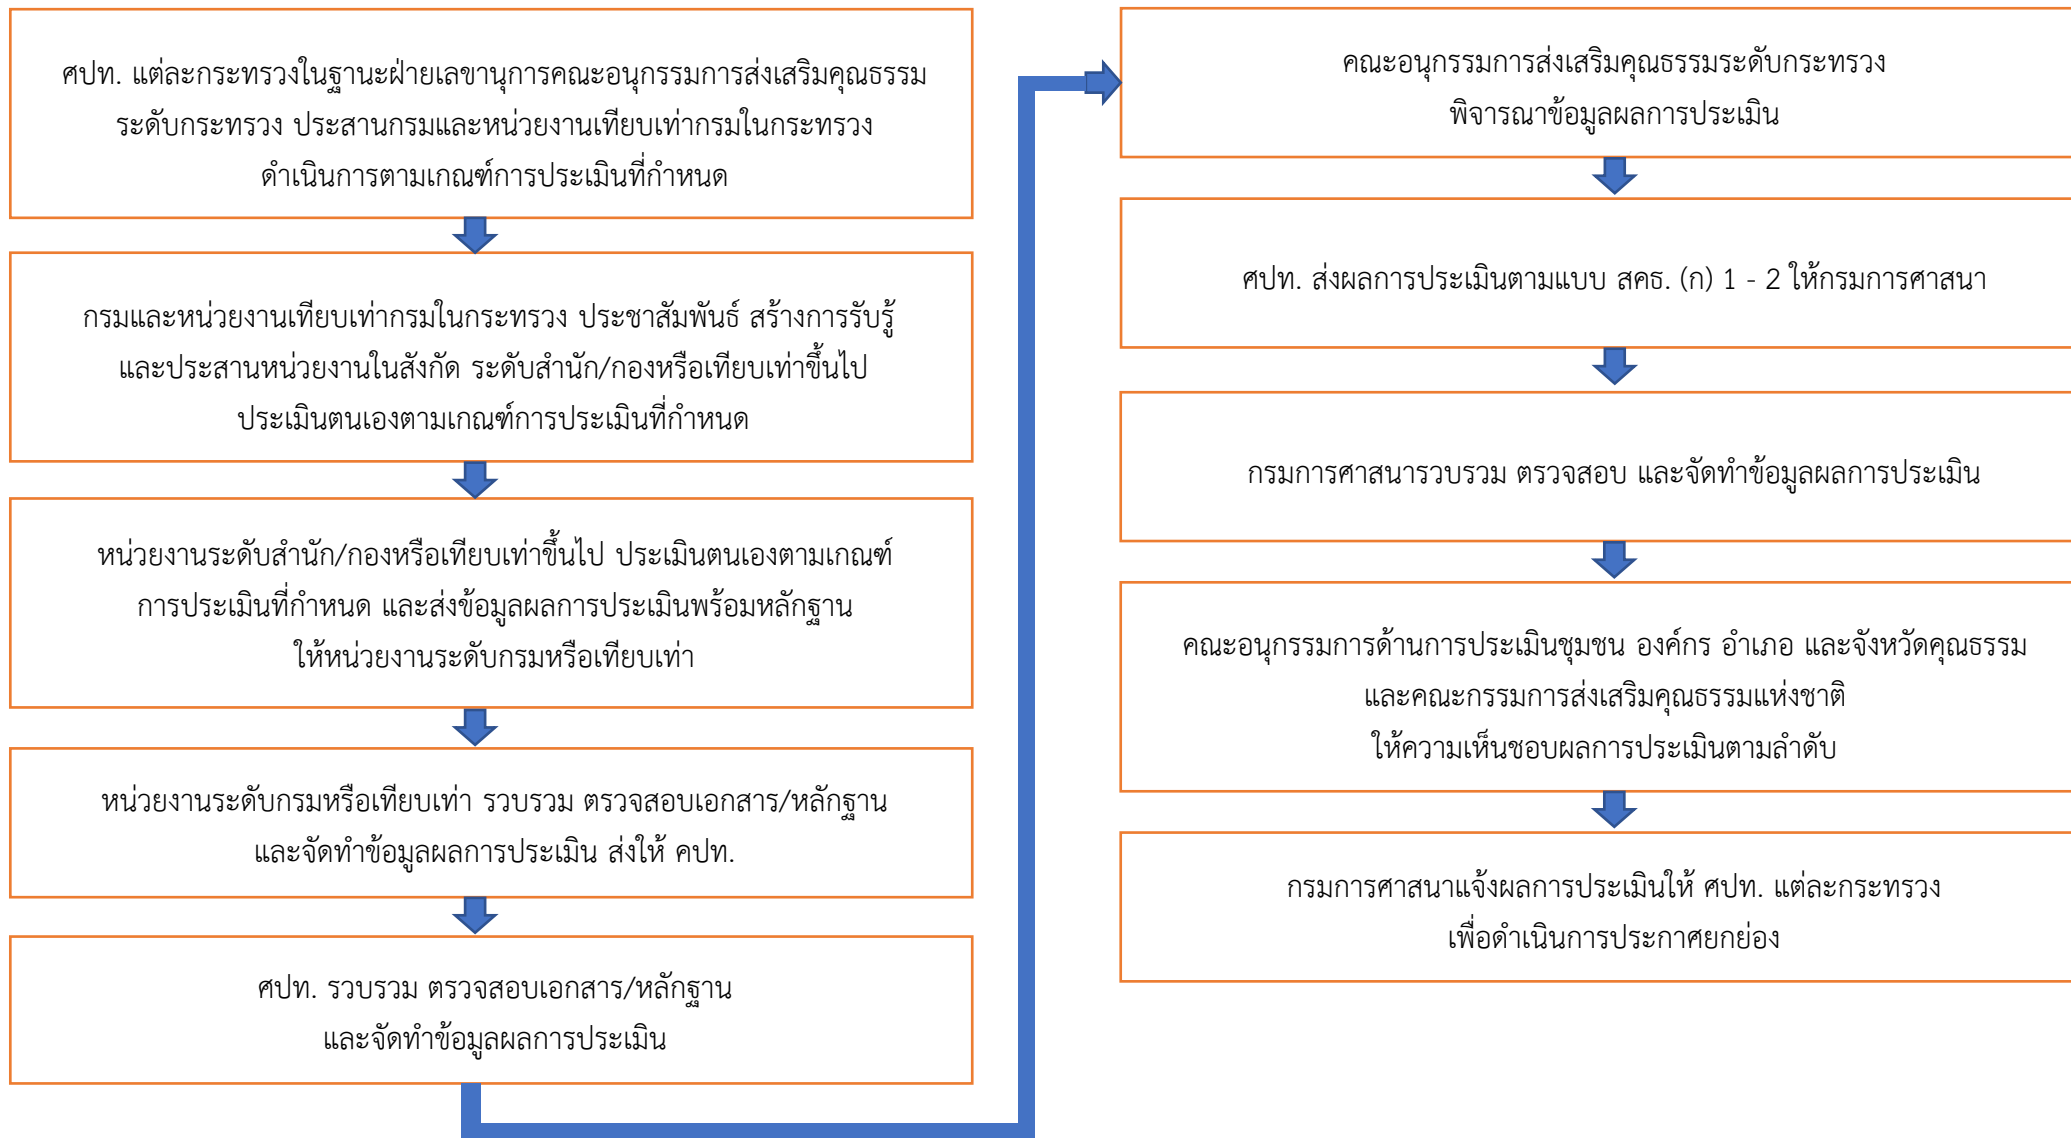 ศปท. แต่ละกระทรวงในฐานะฝ่ายเลขานุการคณะอนุกรรมการส่งเสริมคุณธรรม
ระดับกระทรวง ประสานกรมและหน่วยงานเทียบเท่ากรมในกระทรวง
ดำเนินการตามเกณฑ์การประเมินที่กำหนด
กรมและหน่วยงานเทียบเท่ากรมในกระทรวง ประชาสัมพันธ์ สร้างการรับรู้
และประสานหน่วยงานในสังกัด ระดับสำนัก/กองหรือเทียบเท่าขึ้นไป
ประเมินตนเองตามเกณฑ์การประเมินที่กำหนด
หน่วยงานระดับสำนัก/กองหรือเทียบเท่าขึ้นไป ประเมินตนเองตามเกณฑ์
การประเมินที่กำหนด และส่งข้อมูลผลการประเมินพร้อมหลักฐาน
ให้หน่วยงานระดับกรมหรือเทียบเท่า
หน่วยงานระดับกรมหรือเทียบเท่า รวบรวม ตรวจสอบเอกสาร/หลักฐาน
และจัดทำข้อมูลผลการประเมิน ส่งให้ คปท.
ศปท. รวบรวม ตรวจสอบเอกสาร/หลักฐาน
และจัดทำข้อมูลผลการประเมิน
คณะอนุกรรมการส่งเสริมคุณธรรมระดับกระทรวง
พิจารณาข้อมูลผลการประเมิน
ศปท. ส่งผลการประเมินตามแบบ สคธ. (ก) 1 - 2 ให้กรมการศาสนา
กรมการศาสนารวบรวม ตรวจสอบ และจัดทำข้อมูลผลการประเมิน
คณะอนุกรรมการด้านการประเมินชุมชน องค์กร อำเภอ และจังหวัดคุณธรรม
และคณะกรรมการส่งเสริมคุณธรรมแห่งชาติ
ให้ความเห็นชอบผลการประเมินตามลำดับ
กรมการศาสนาแจ้งผลการประเมินให้ ศปท. แต่ละกระทรวง
เพื่อดำเนินการประกาศยกย่อง